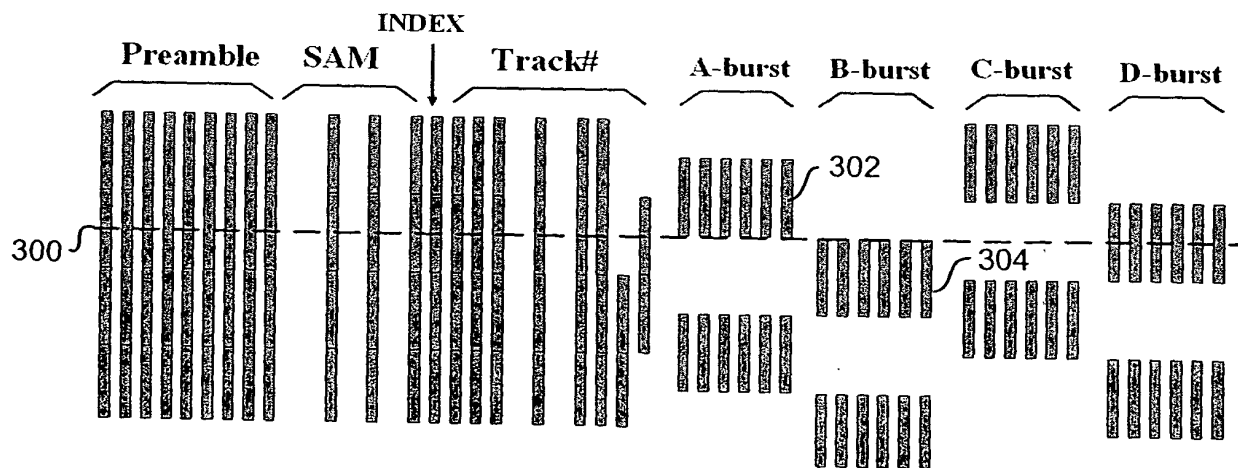 INDEX
Preamble
SAM
Track#
A-burst
B-burst
C-burst
D-burst
302
300
304